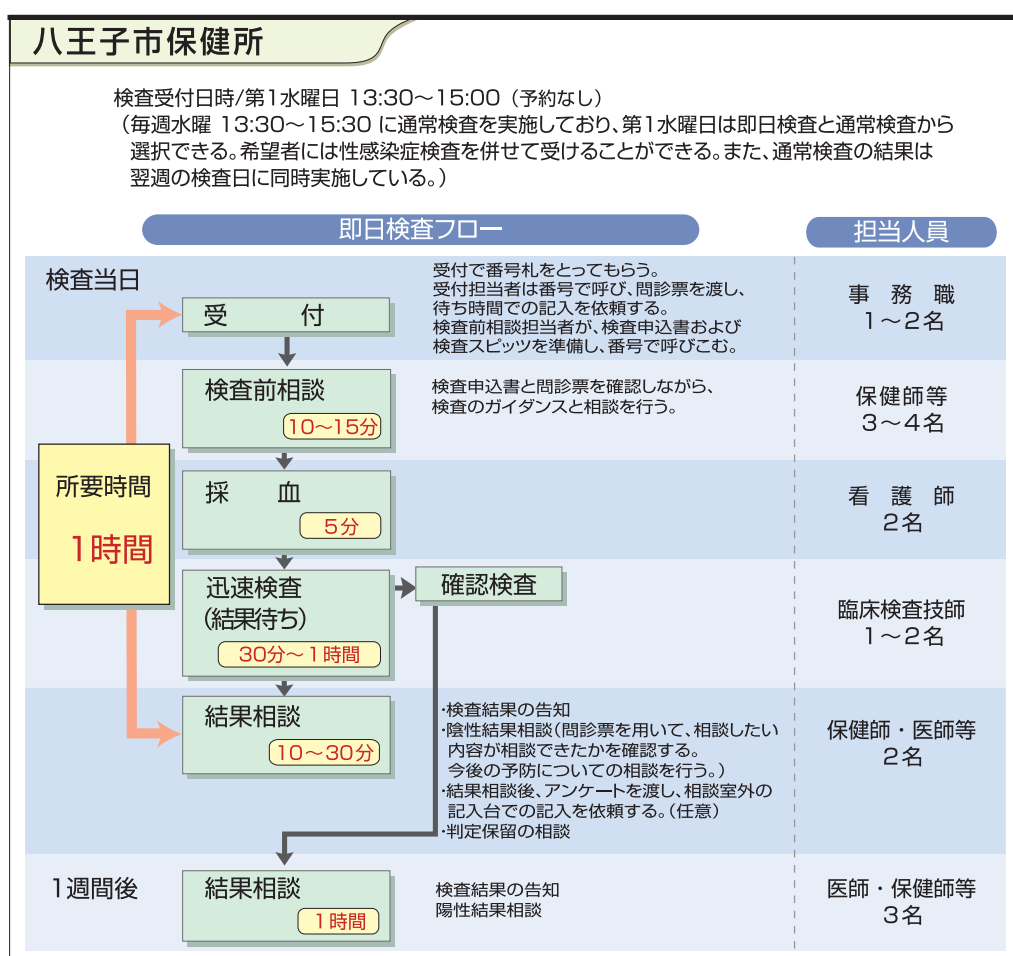 八王子市保健所
検査受付日時/第1水曜日 13:30〜15:00（予約なし）
（毎週水曜 13:30〜15:30 に通常検査を実施しており、第1水曜日は即日検査と通常検査から
選択できる。希望者には性感染症検査を併せて受けることができる。また、通常検査の結果は
翌週の検査日に同時実施している。）
即日検査フロー
担当人員
検査当日
受　付
受付で番号札をとってもらう。
受付担当者は番号で呼び、問診票を渡し、
待ち時間での記入を依頼する。
検査前相談担当者が、検査申込書および
検査スピッツを準備し、番号で呼びこむ。
事 務 職
1〜2名
検査前相談
10〜15分
検査申込書と問診票を確認しながら、
検査のガイダンスと相談を行う。
保健師等
3〜4名
所要時間
1時間
採　血
5分
看 護 師
2名
迅速検査
(結果待ち)
30分〜1時間
確認検査
臨床検査技師
1〜2名
結果相談
10〜30分
・検査結果の告知
・陰性結果相談(問診票を用いて、相談したい
内容が相談できたかを確認する。
今後の予防についての相談を行う。)
・結果相談後、アンケートを渡し、相談室外の
記入台での記入を依頼する。(任意)
・判定保留の相談
保健師・医師等
2名
1週間後
結果相談
1時間
検査結果の告知
陽性結果相談
医師・保健師等
3名